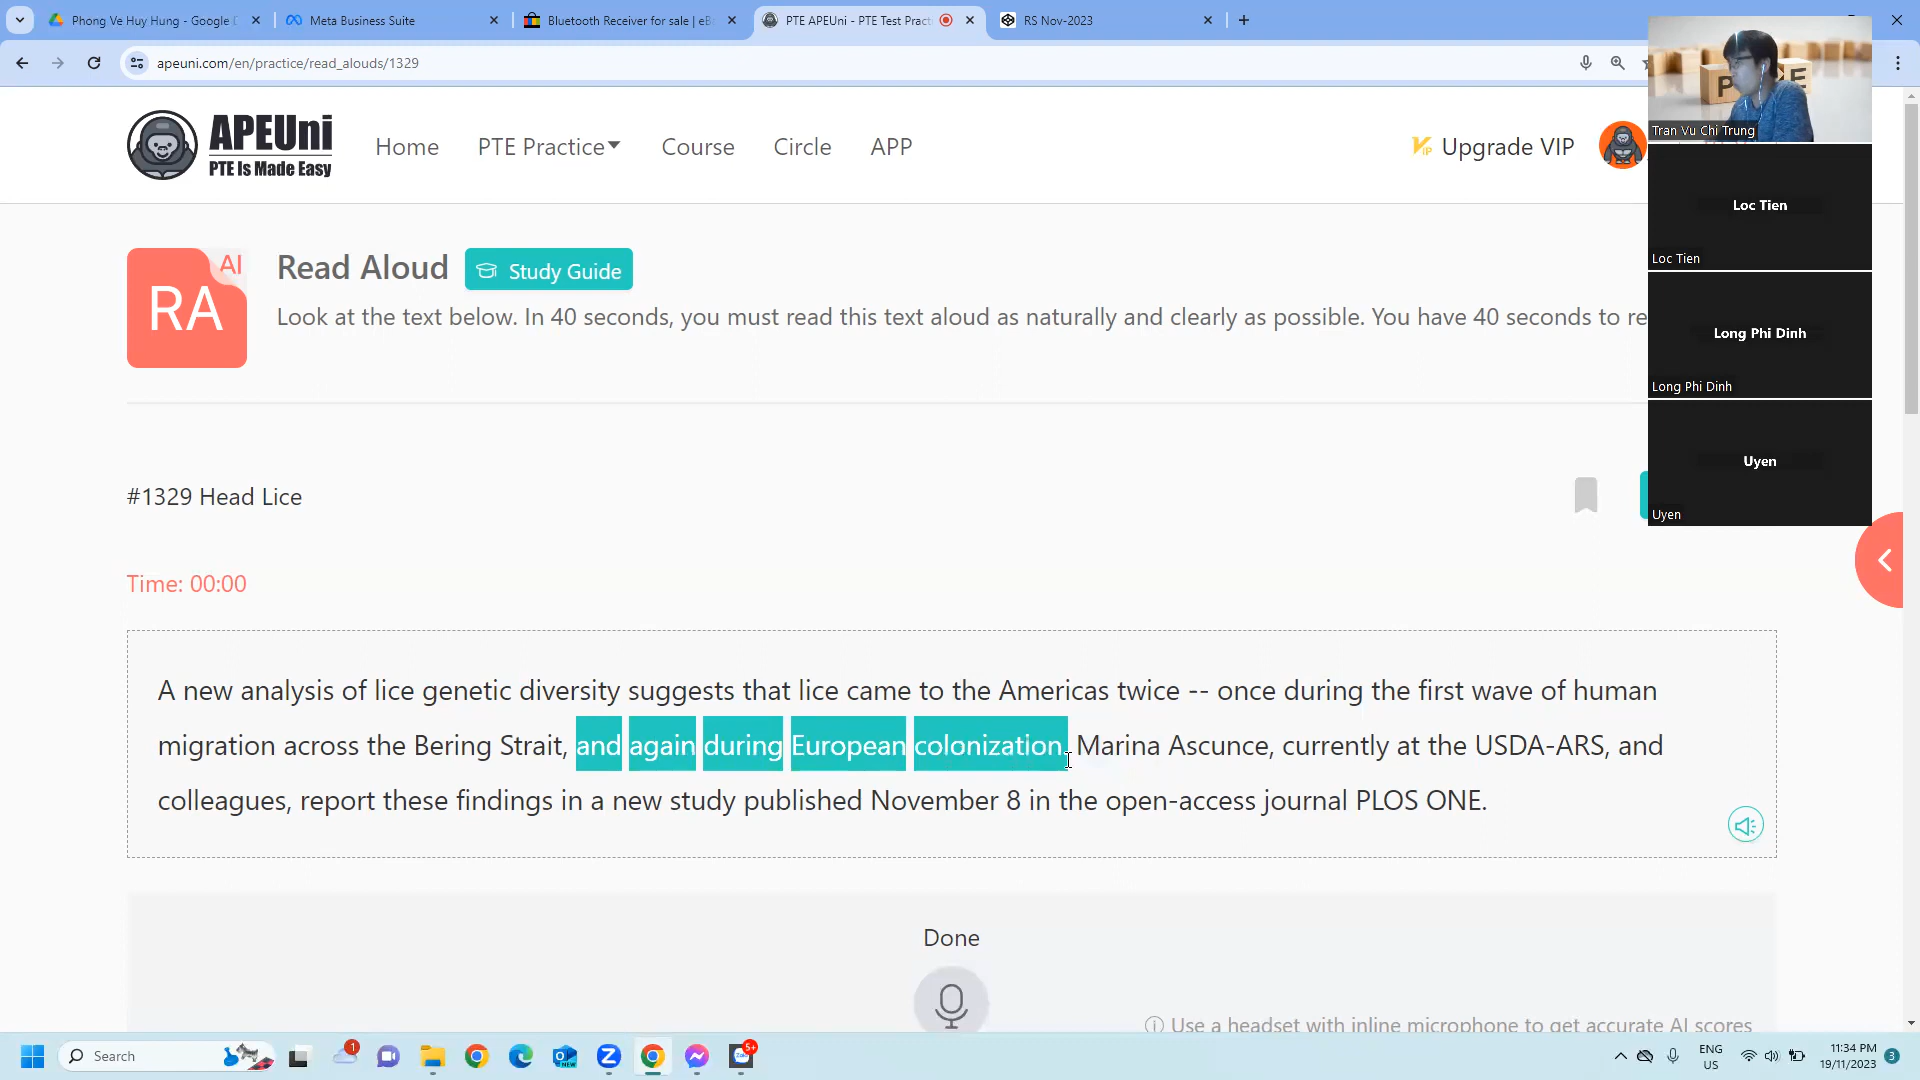 Phong Ve Huy Hung - Google D
Meta Business Suite
Bluetooth Receiver for sale | eB
PTE APEUni - PTE Test Pract
RS Nov-2023
apeuni.com/en/practice/read_alouds/1329
APEUni
PTE Is Made Easy
Home
PTE Practice
Course
Circle
APP
Upgrade VIP
Tran Vu Chi Trung
Loc Tien
Loc Tien
Long Phi Dinh
Long Phi Dinh
Uyen
Uyen
AI
RA
Read Aloud
Study Guide
Look at the text below. In 40 seconds, you must read this text aloud as naturally and clearly as possible. You have 40 seconds to re
#1329 Head Lice
Time: 00:00
A new analysis of lice genetic diversity suggests that lice came to the Americas twice -- once during the first wave of human
migration across the Bering Strait, and again during European colonization. Marina Ascunce, currently at the USDA-ARS, and
colleagues, report these findings in a new study published November 8 in the open-access journal PLOS ONE.
Done
Use a headset with inline microphone to get accurate AI scores
Search
1
5+
ENG
US
11:34 PM
19/11/2023
3